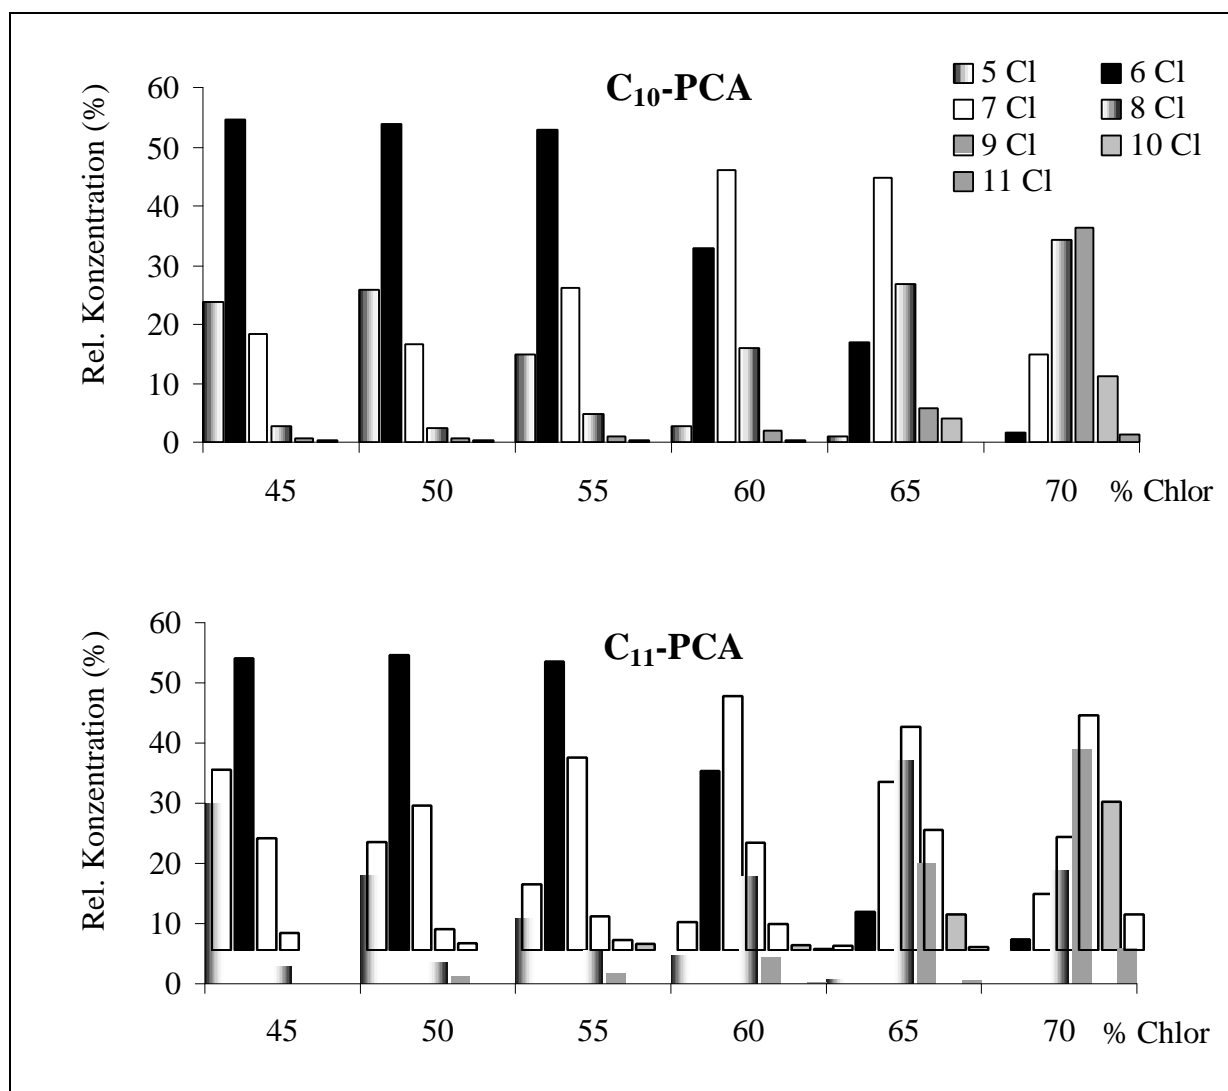 C₁₀-PCA
5 Cl 6 Cl
7 Cl 8 Cl
9 Cl 10 Cl
11 Cl
Rel. Konzentration (%)
60
50
40
30
20
10
0
45 50 55 60 65 70 % Chlor
C₁₁-PCA
Rel. Konzentration (%)
60
50
40
30
20
10
0
45 50 55 60 65 70 % Chlor